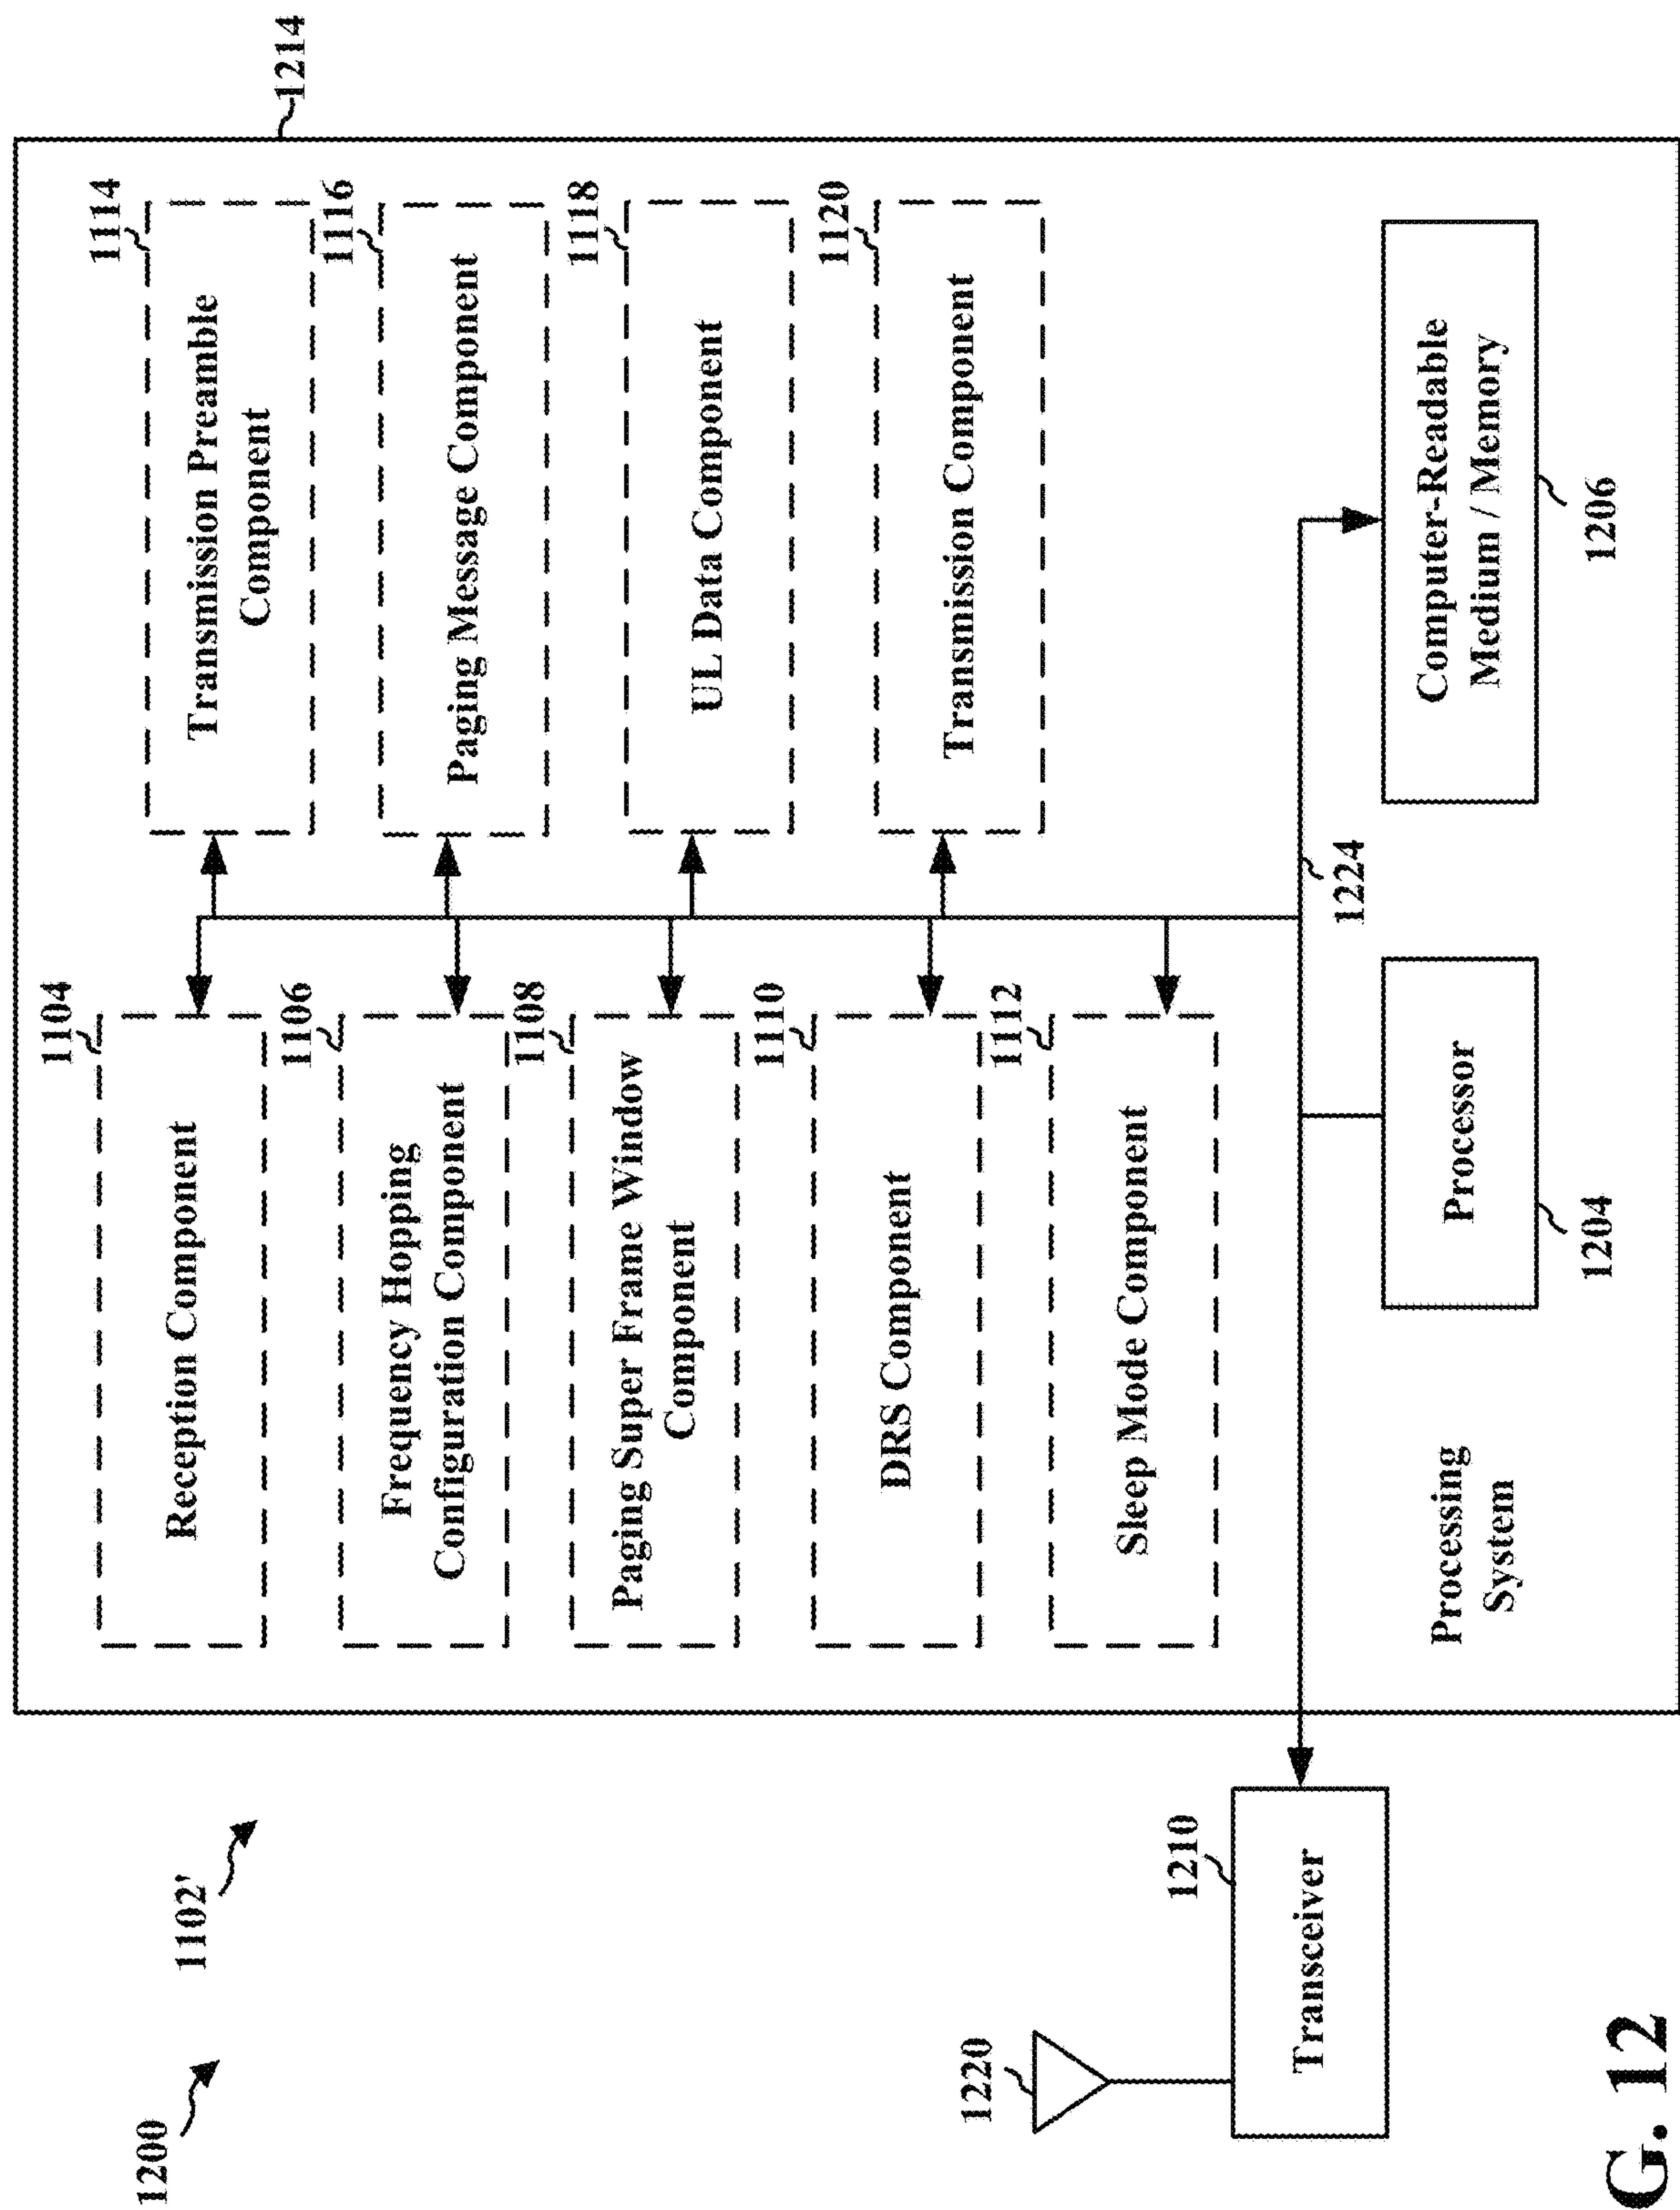 1200
1102'
1214
1104
Reception Component
1106
Frequency Hopping
Configuration Component
1108
Paging Super Frame Window
Component
1110
DRS Component
1112
Sleep Mode Component
1114
Transmission Preamble
Component
1116
Paging Message Component
1118
UL Data Component
1120
Transmission Component
1220
1210
Transceiver
1224
Processing
System
Processor
1204
Computer-Readable
Medium / Memory
1206
G. 12